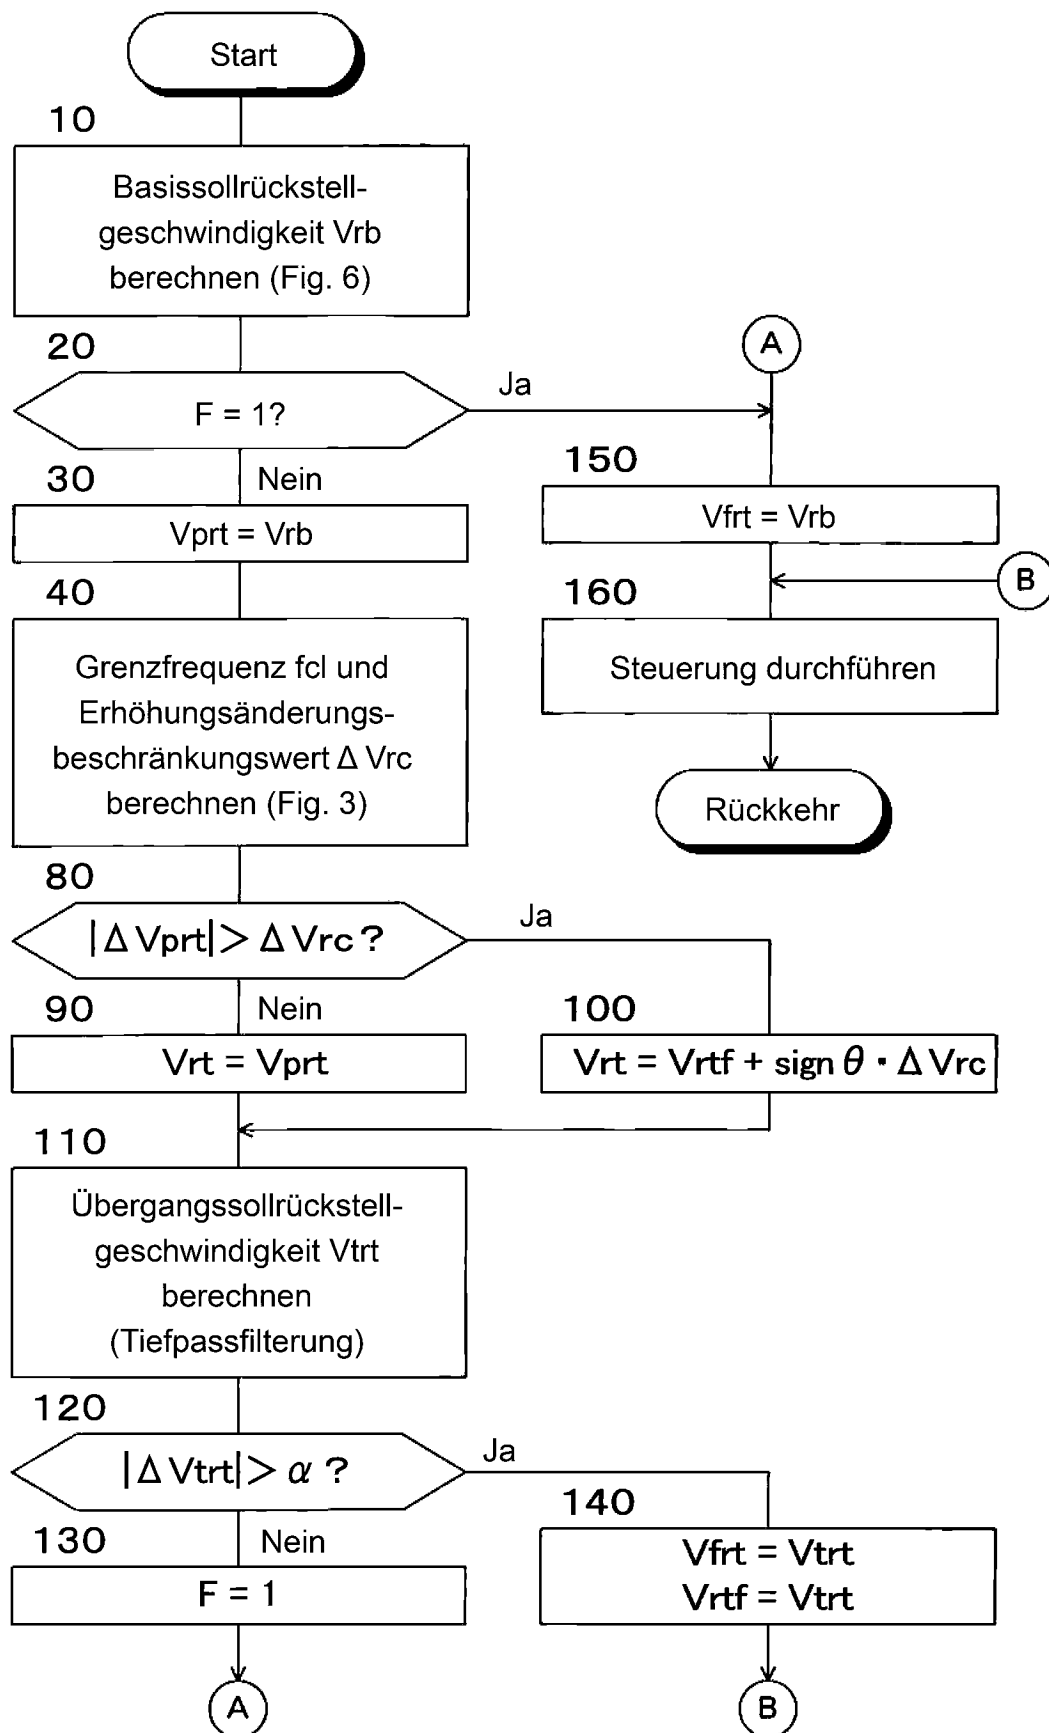 Start
10
Basissollrückstell-
geschwindigkeit Vrb
berechnen (Fig. 6)
20
F = 1?
Ja
Nein
30
Vprt = Vrb
40
Grenzfrequenz fcl und
Erhöhungsänderungs-
beschränkungswert Δ Vrc
berechnen (Fig. 3)
80
|Δ Vprt| > Δ Vrc ?
Ja
Nein
90
Vrt = Vprt
100
Vrt = Vrtf + sign θ · Δ Vrc
110
Übergangssollrückstell-
geschwindigkeit Vtrt
berechnen
(Tiefpassfilterung)
120
|Δ Vtrt| > α ?
Ja
Nein
130
F = 1
A
140
Vfrt = Vtrt
Vrtf = Vtrt
B
A
150
Vfrt = Vrb
B
160
Steuerung durchführen
Rückkehr